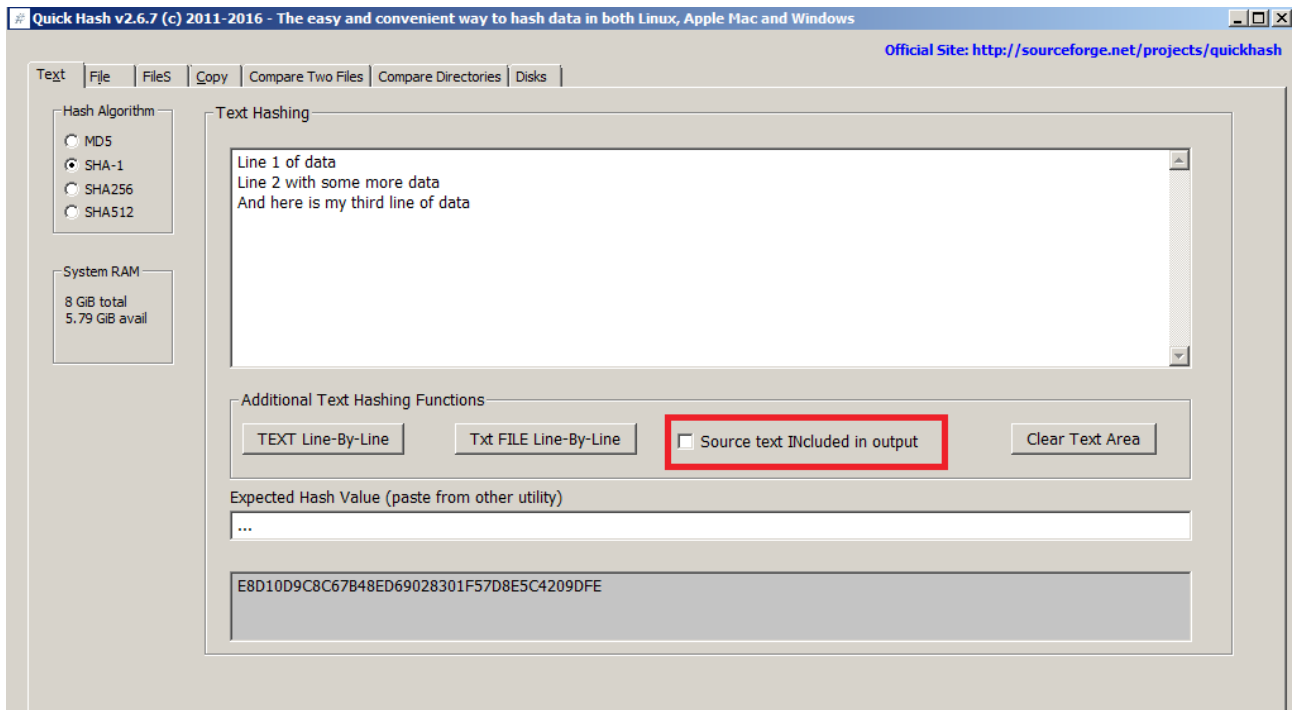 Quick Hash v2.6.7 (c) 2011-2016 - The easy and convenient way to hash data in both Linux, Apple Mac and Windows
Official Site: http://sourceforge.net/projects/quickhash
Text
File
FileS
Copy
Compare Two Files
Compare Directories
Disks
Hash Algorithm
MD5
SHA-1
SHA256
SHA512
System RAM
8 GiB total
5.79 GiB avail
Text Hashing
Line 1 of data
Line 2 with some more data
And here is my third line of data
Additional Text Hashing Functions
TEXT Line-By-Line
Txt FILE Line-By-Line
Source text INcluded in output
Clear Text Area
Expected Hash Value (paste from other utility)
...
E8D10D9C8C67B48ED69028301F57D8E5C4209DFE